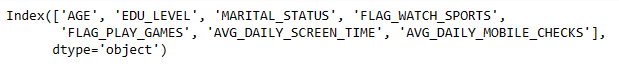 Index(['AGE', 'EDU_LEVEL', 'MARITAL_STATUS', 'FLAG_WATCH_SPORTS',
'FLAG_PLAY_GAMES', 'AVG_DAILY_SCREEN_TIME', 'AVG_DAILY_MOBILE_CHECKS'],
dtype='object')